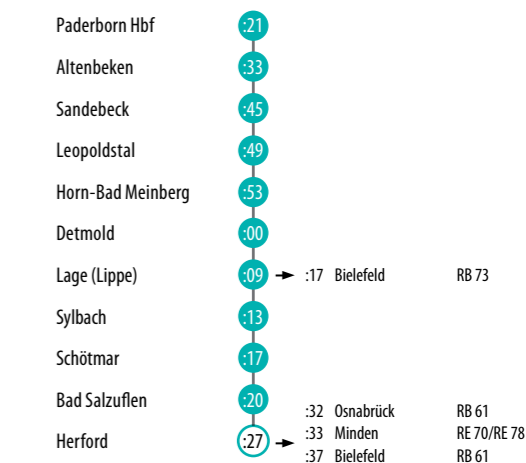 Paderborn Hbf :21
Altenbeken :33
Sandebeck :45
Leopoldstal :49
Horn-Bad Meinberg :53
Detmold :00
Lage (Lippe) :09 → :17 Bielefeld RB 73
Sylbach :13
Schötmar :17
Bad Salzuflen :20
:32 Osnabrück RB 61
Herford :27 → :33 Minden RE 70/RE 78
:37 Bielefeld RB 61